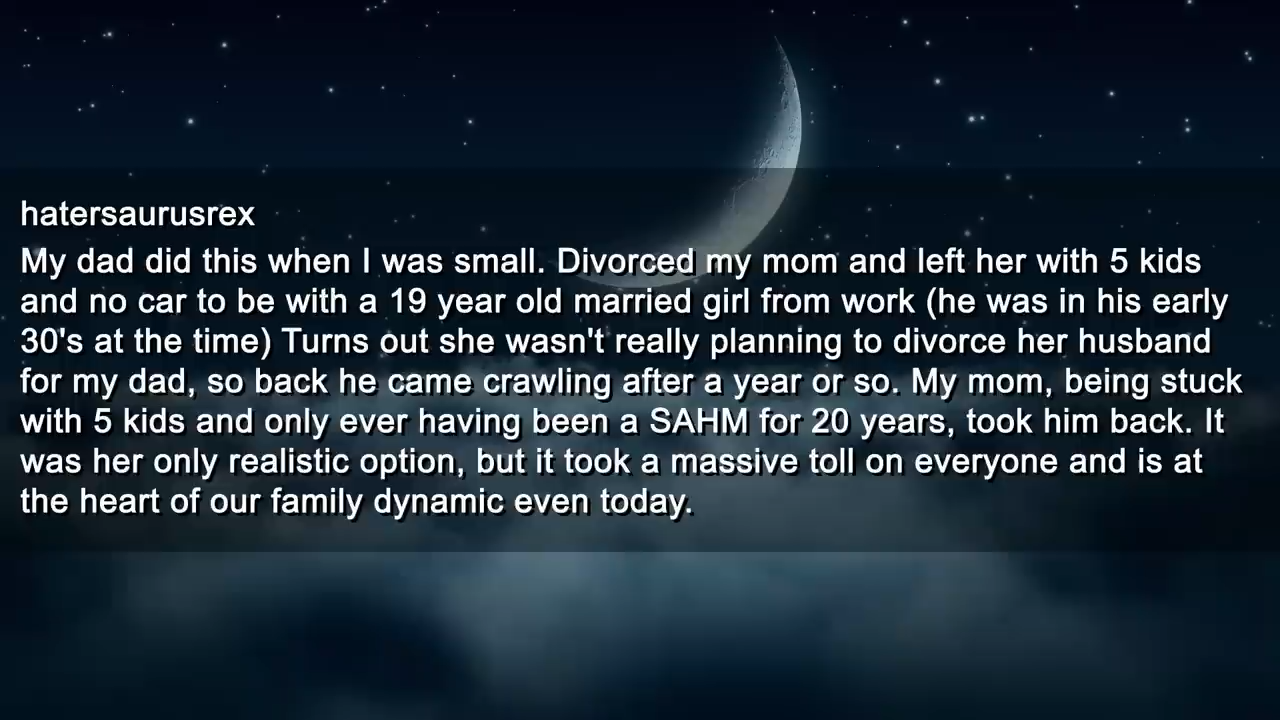 hatersaurusrex
My dad did this when I was small. Divorced my mom and left her with 5 kids
and no car to be with a 19 year old married girl from work (he was in his early
30's at the time) Turns out she wasn't really planning to divorce her husband
for my dad, so back he came crawling after a year or so. My mom, being stuck
with 5 kids and only ever having been a SAHM for 20 years, took him back. It
was her only realistic option, but it took a massive toll on everyone and is at
the heart of our family dynamic even today.